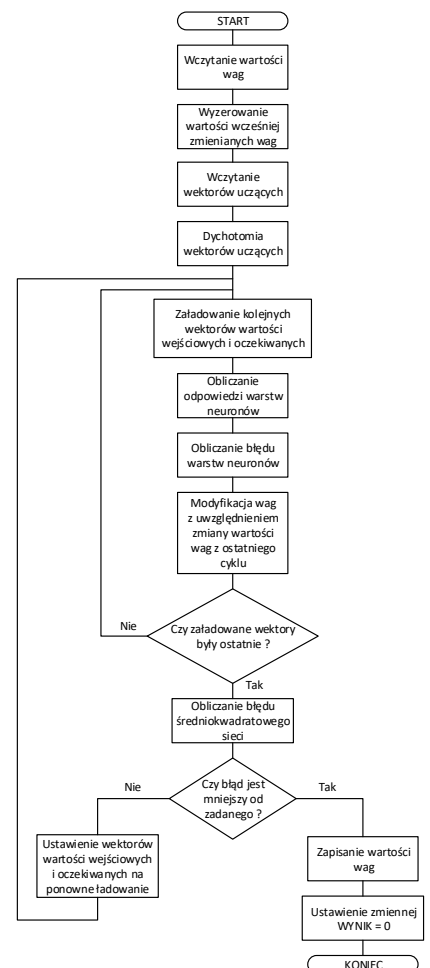 START
Wczytanie wartości
wag
Wyzerowanie
wartości wcześniej
zmienianych wag
Wczytanie
wektorów uczących
Dychotomia
wektorów uczących
Załadowanie kolejnych
wektorów wartości
wejściowych i oczekiwanych
Obliczanie
odpowiedzi warstw
neuronów
Obliczanie błędu
warstw neuronów
Modyfikacja wag
z uwzględnieniem
zmiany wartości
wag z ostatniego
cyklu
Nie
Czy załadowane wektory
były ostatnie ?
Tak
Obliczanie błędu
średniokwadratowego
sieci
Nie
Czy błąd jest
mniejszy od
zadanego ?
Tak
Ustawienie wektorów
wartości wejściowych
i oczekiwanych na
ponowne ładowanie
Zapisanie wartości
wag
Ustawienie zmiennej
WYNIK = 0
KONIEC